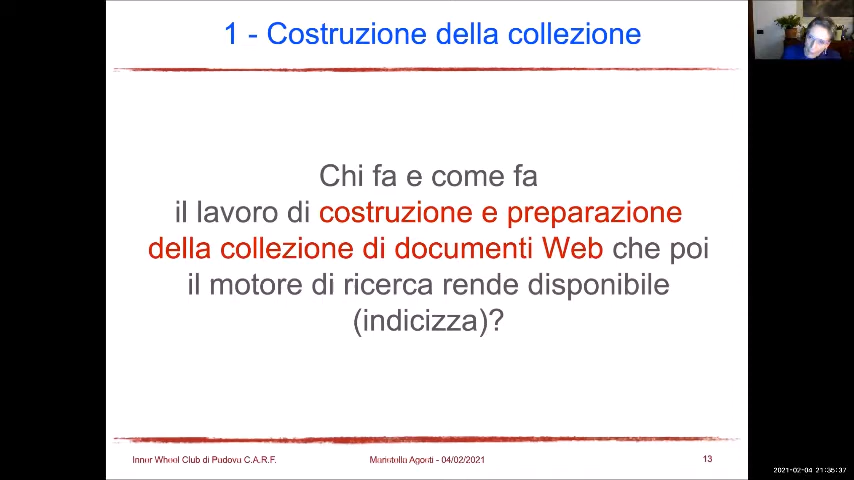 1 - Costruzione della collezione
Chi fa e come fa
il lavoro di costruzione e preparazione
della collezione di documenti Web che poi
il motore di ricerca rende disponibile
(indicizza)?
Inner Wheel Club di Padova C.A.R.F.
Maristella Agosti - 04/02/2021
13
2021-02-04 21:35:37